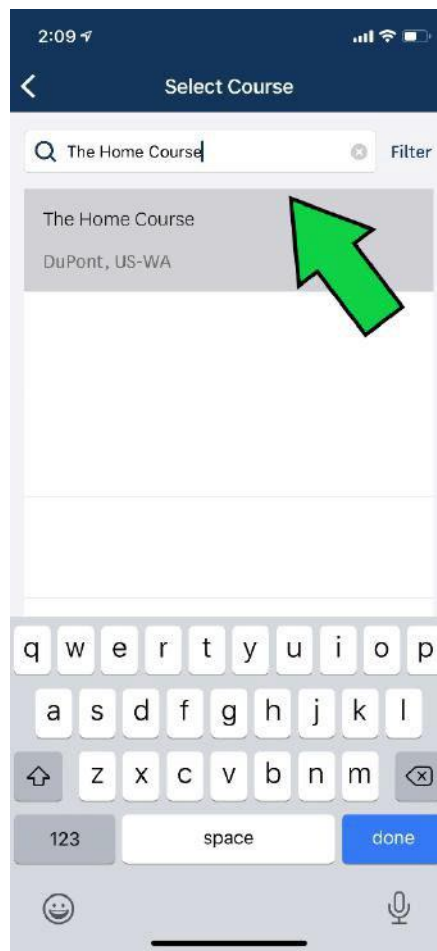 2:09
Select Course
The Home Course
Filter
The Home Course
DuPont, US-WA
q w e r t y u i o p
a s d f g h j k l
z x c v b n m
123 space done